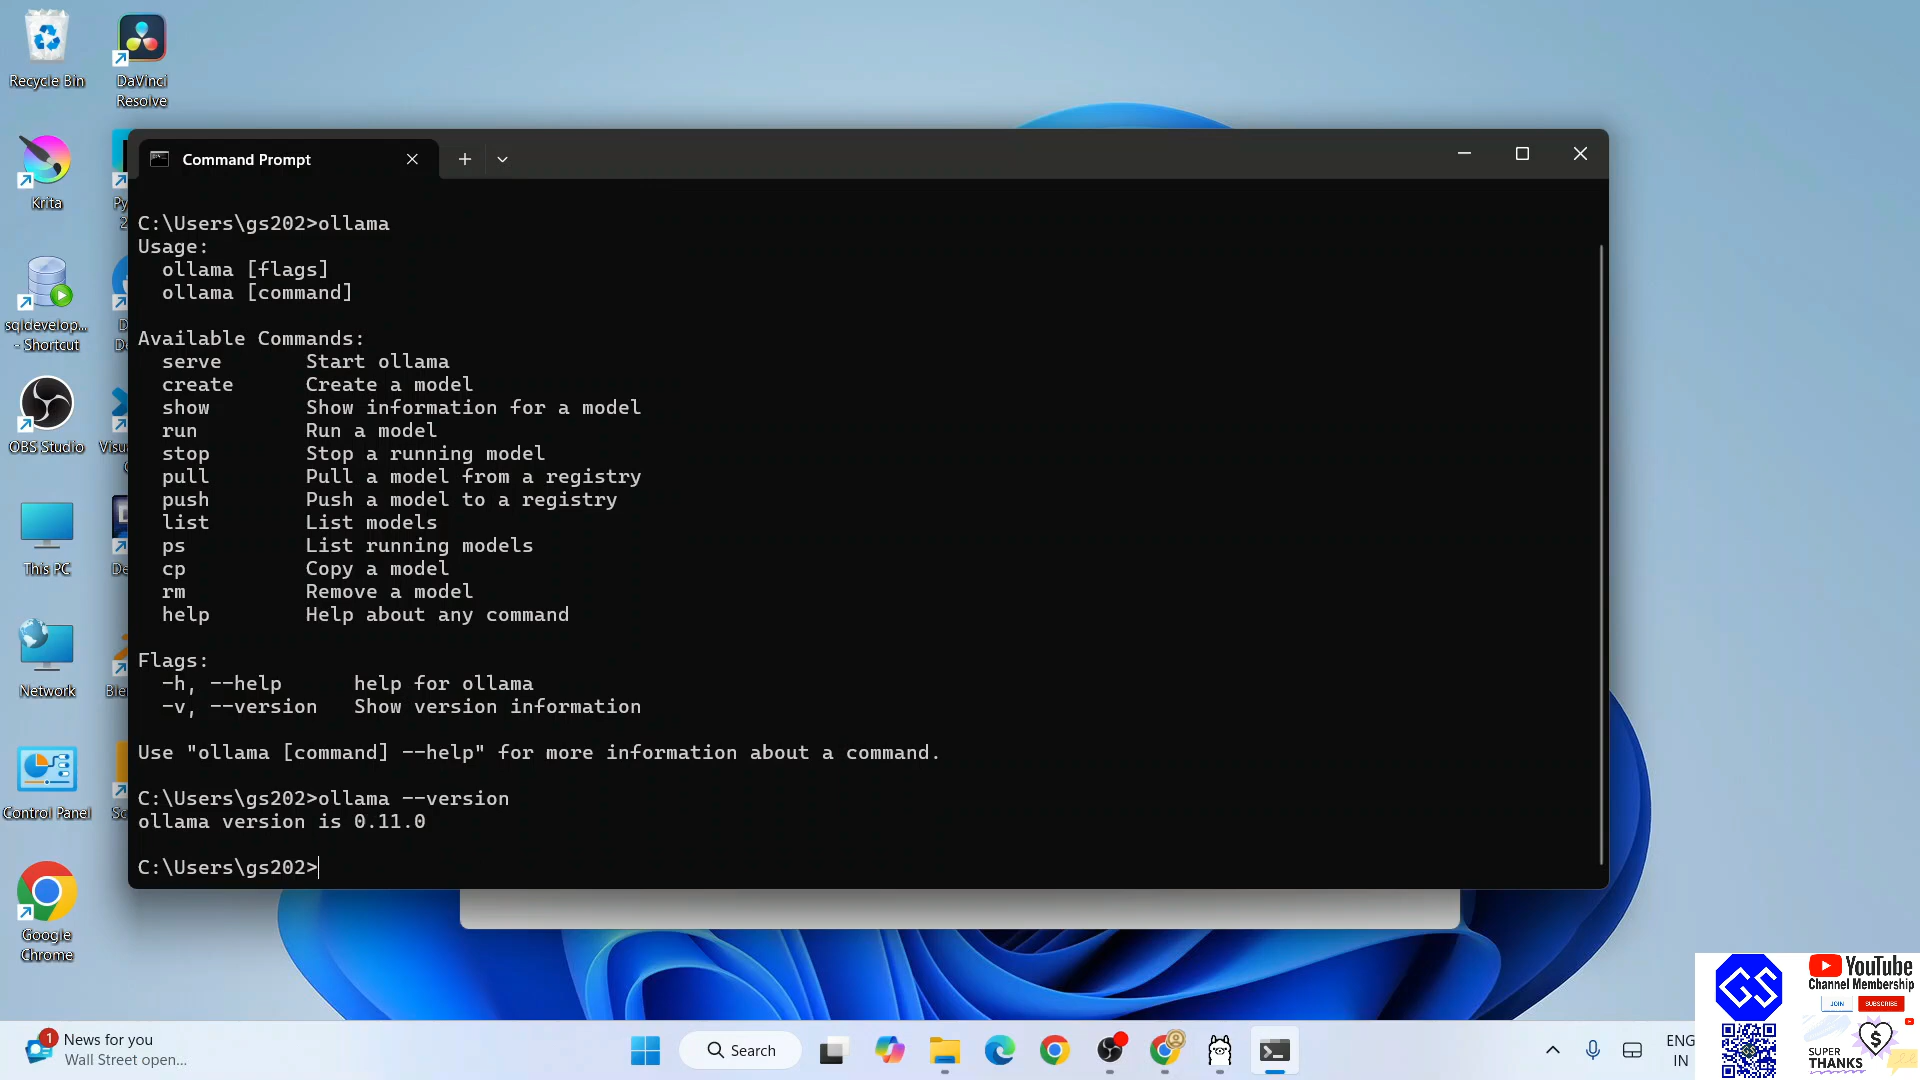 Recycle Bin
DaVinci
Resolve
Krita
sqldevelop...
- Shortcut
OBS Studio
This PC
Network
Control Panel
Google
Chrome
Command Prompt
C:\Users\gs202>ollama
Usage:
  ollama [flags]
  ollama [command]
Available Commands:
  serve       Start ollama
  create      Create a model
  show        Show information for a model
  run         Run a model
  stop        Stop a running model
  pull        Pull a model from a registry
  push        Push a model to a registry
  list        List models
  ps          List running models
  cp          Copy a model
  rm          Remove a model
  help        Help about any command
Flags:
  -h, --help      help for ollama
  -v, --version   Show version information
Use "ollama [command] --help" for more information about a command.
C:\Users\gs202>ollama --version
ollama version is 0.11.0
C:\Users\gs202>
GS
YouTube
Channel Membership
JOIN
SUBSCRIBE
SUPER
THANKS
1
News for you
Wall Street open...
Search
ENG
IN